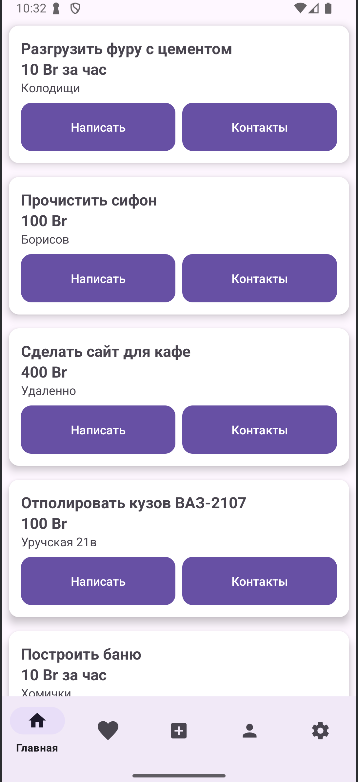 10:32
Разгрузить фуру с цементом
10 Br за час
Колодищи
Написать Контакты
Прочистить сифон
100 Br
Борисов
Написать Контакты
Сделать сайт для кафе
400 Br
Удаленно
Написать Контакты
Отполировать кузов ВАЗ-2107
100 Br
Уручская 21в
Написать Контакты
Построить баню
10 Br за час
Хомички
Главная